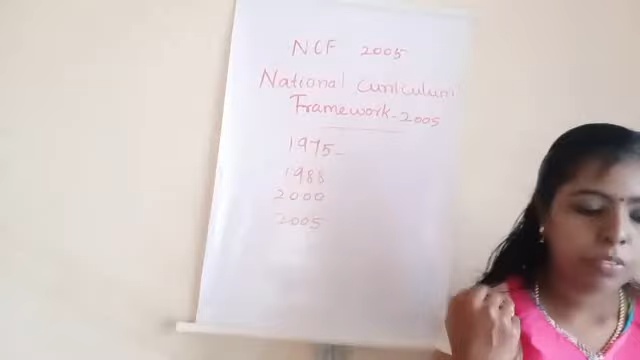 NCF 2005
National Curriculum
Framework-2005
1975-
1988
2000
2005